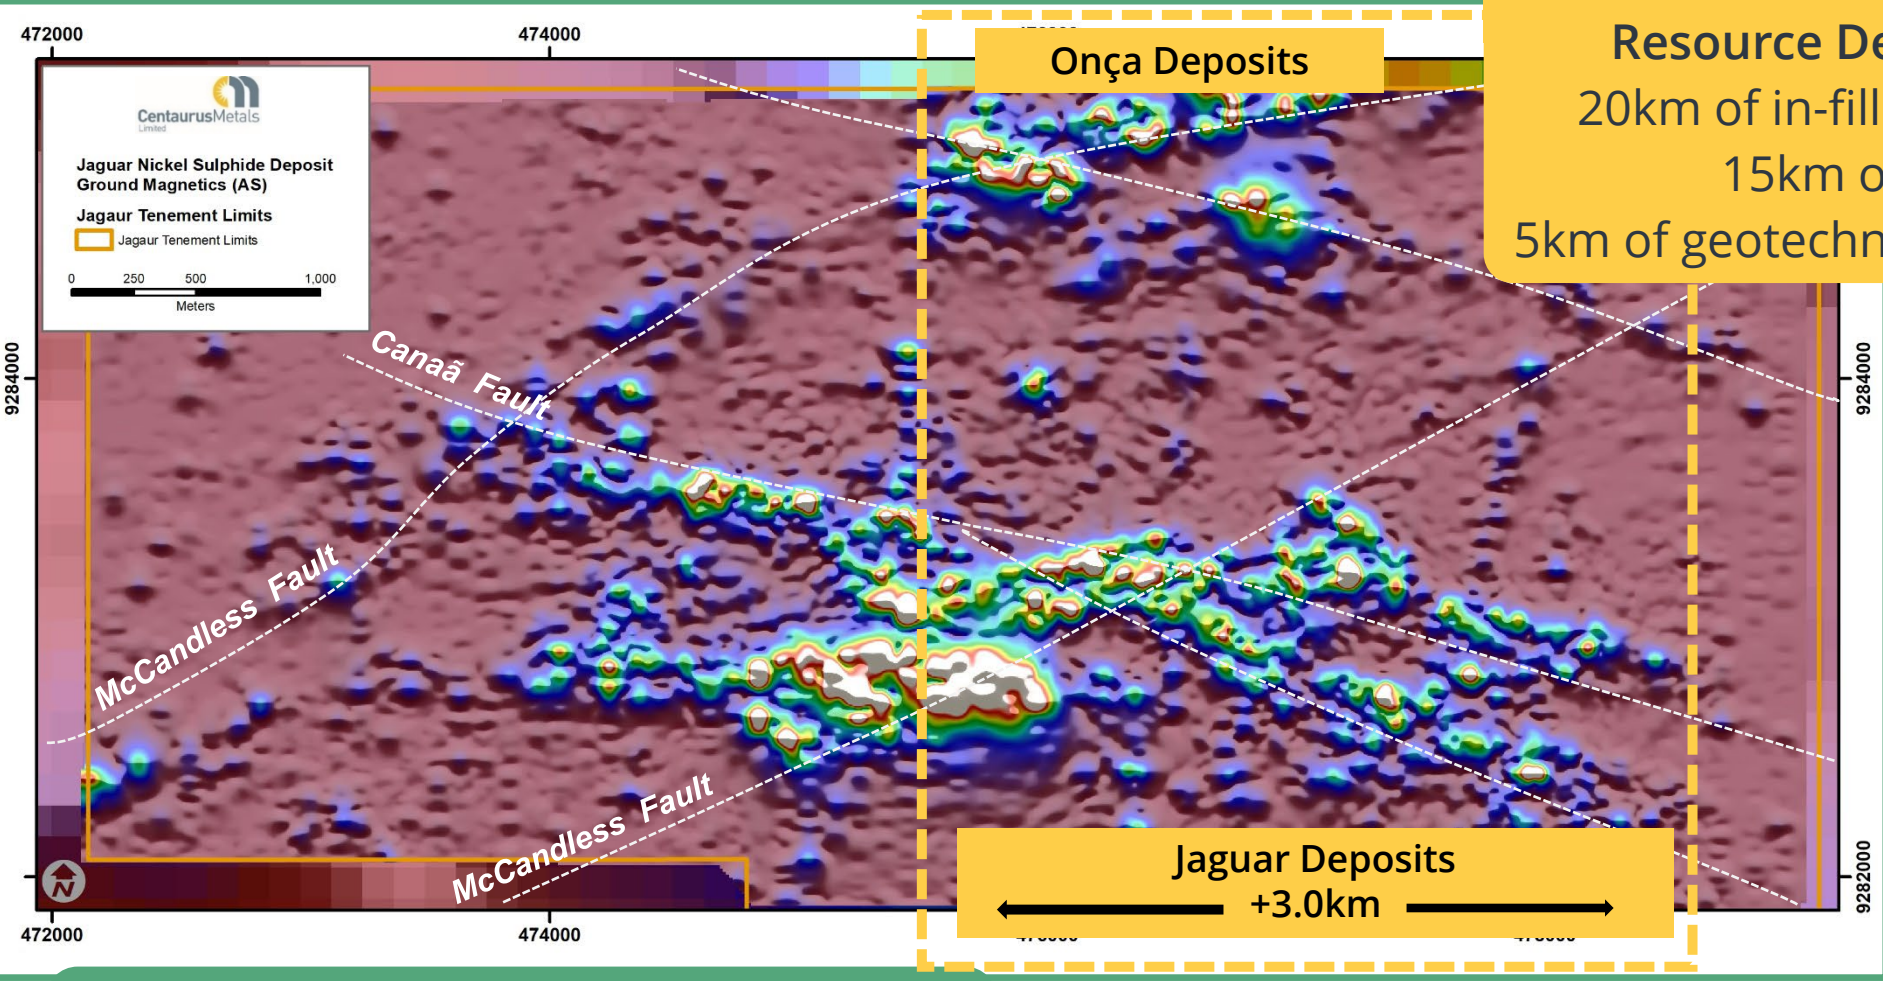 472000
474000
Onça Deposits
Resource De
20km of in-fill
15km o
5km of geotechn
CentaurusMetals
Limited
Jaguar Nickel Sulphide Deposit
Ground Magnetics (AS)
Jagaur Tenement Limits
Jagaur Tenement Limits
0 250 500 1,000
Meters
9284000
9284000
Canaã Fault
McCandless Fault
McCandless Fault
Jaguar Deposits
+3.0km
9282000
N
472000
474000